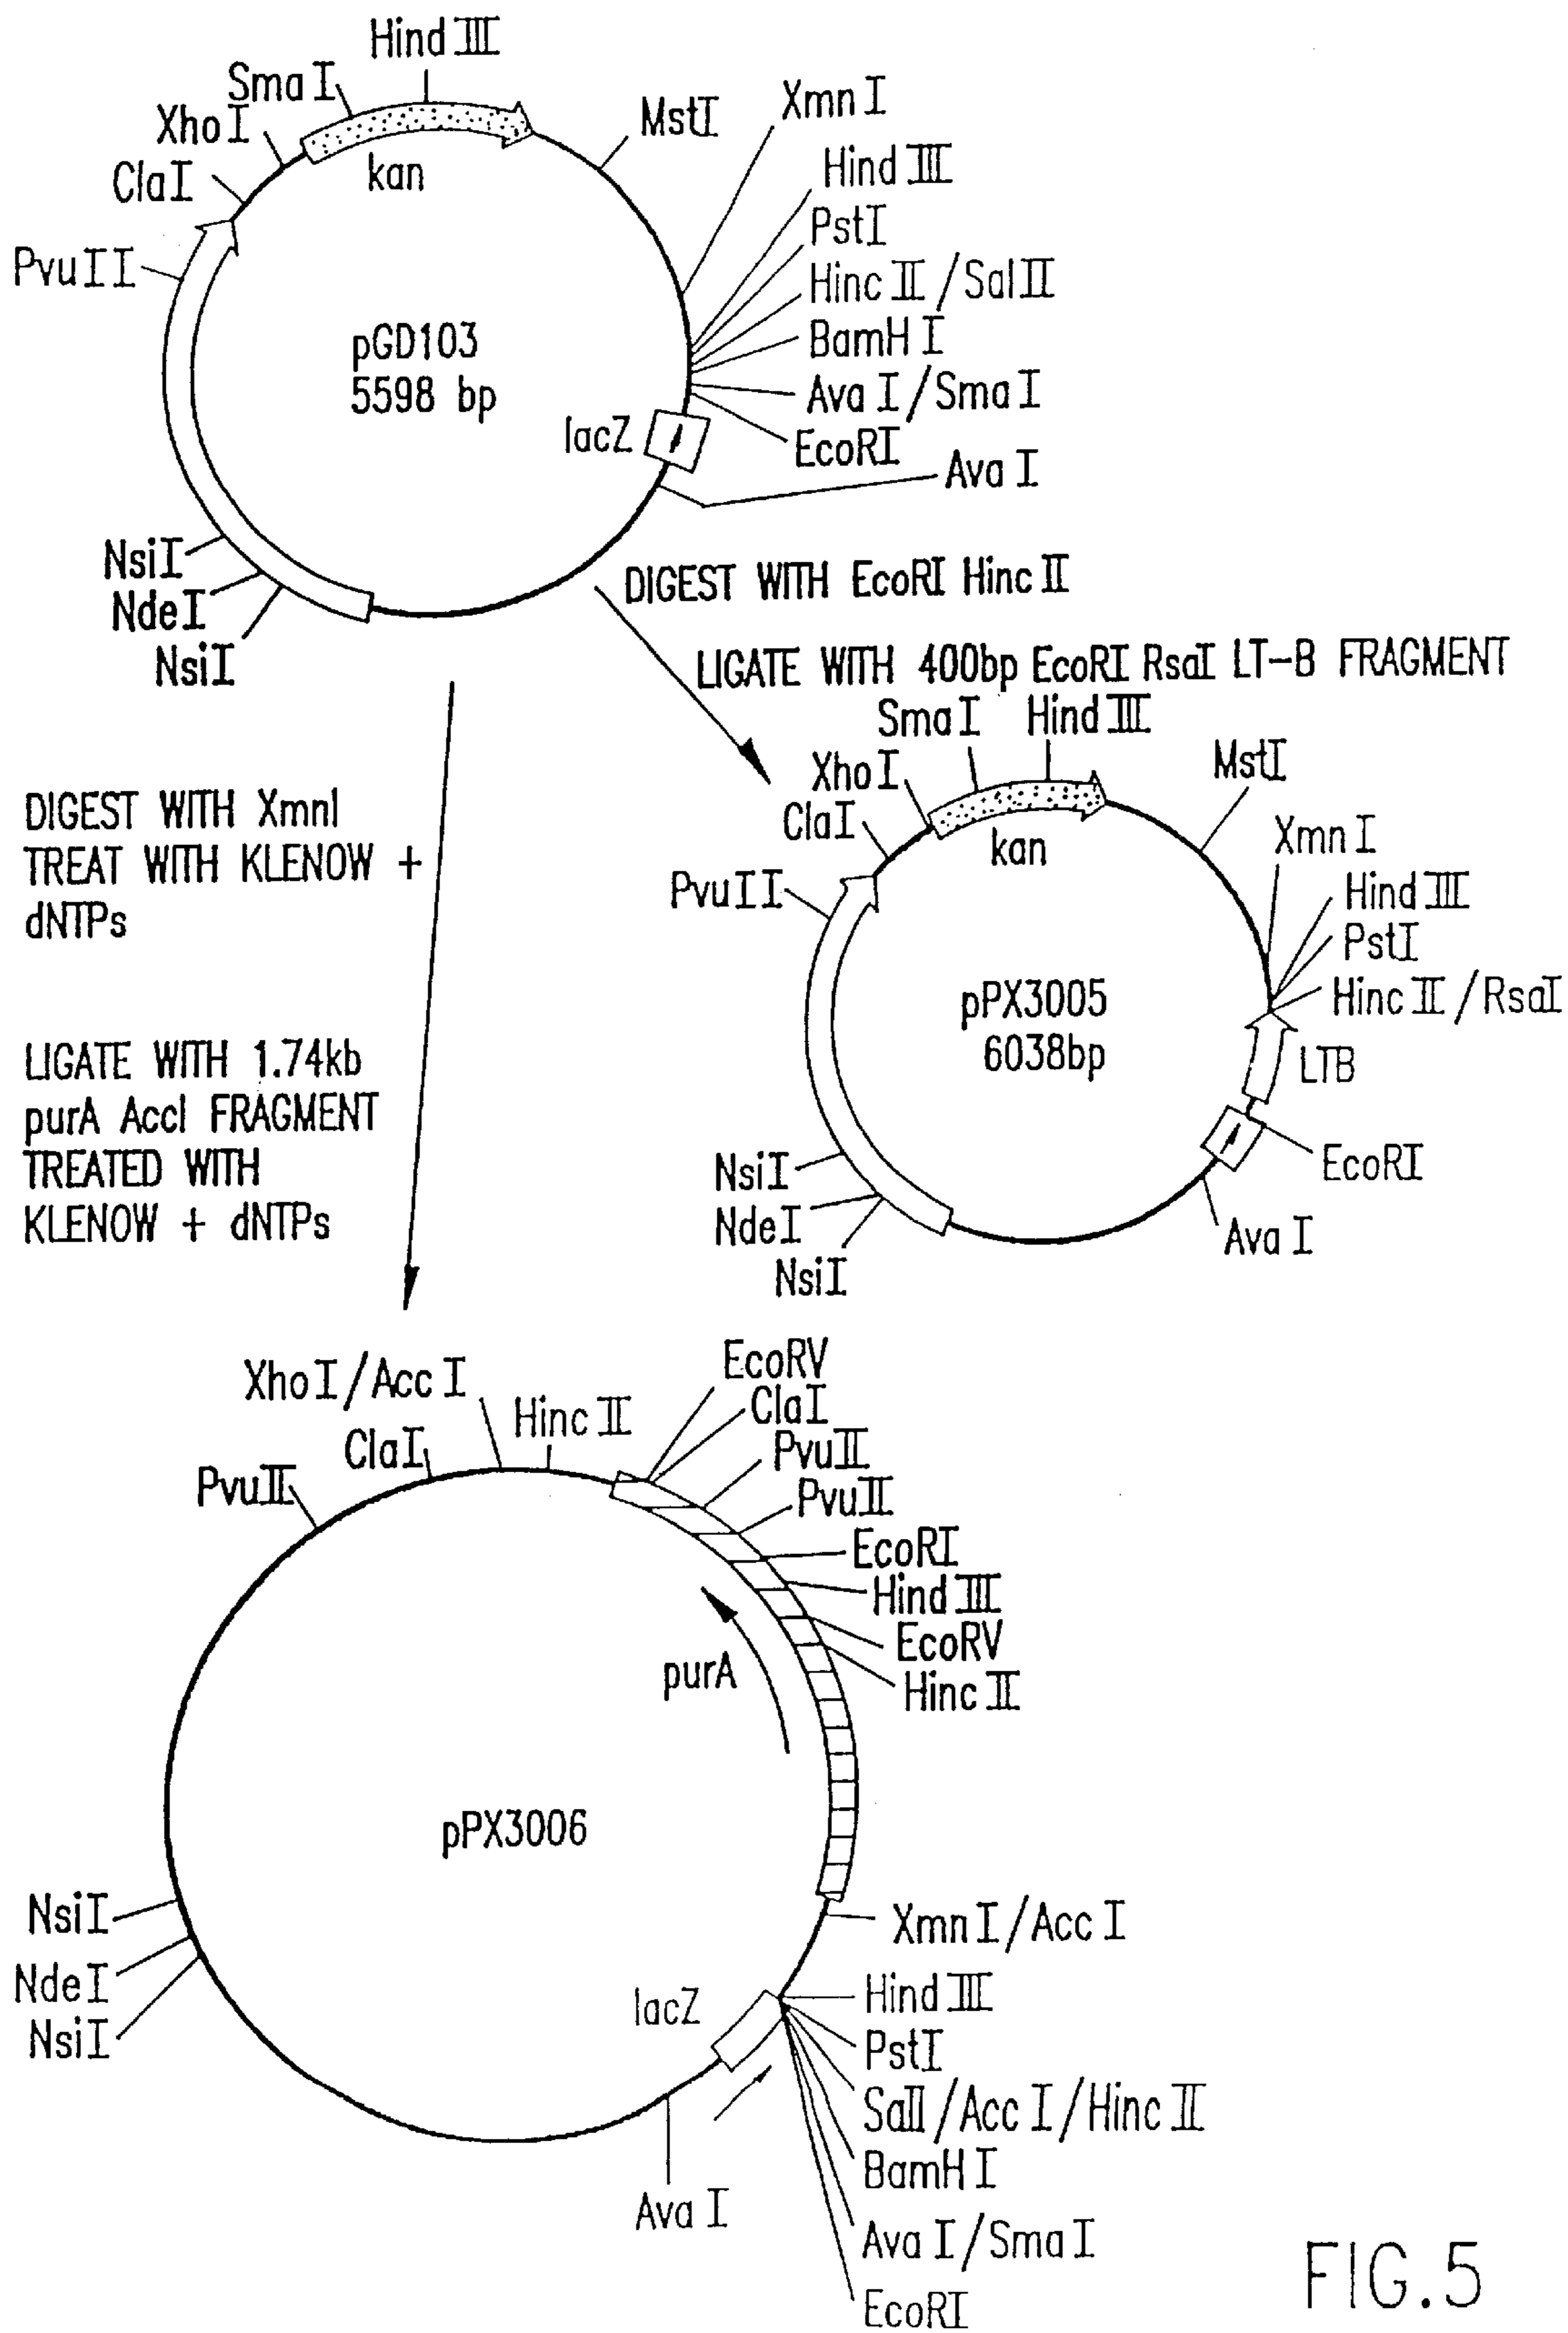 Hind III
Sma I
Xho I
Cla I
Pvu II
kan
Mst I
Xmn I
Hind III
Pst I
Hinc II / Sal II
BamH I
Ava I / Sma I
EcoRI
Ava I
lacZ
pGD103
5598 bp
Nsi I
Nde I
Nsi I
DIGEST WITH EcoRI Hinc II
LIGATE WITH 400bp EcoRI RsaI LT-B FRAGMENT
DIGEST WITH XmnI
TREAT WITH KLENOW +
dNTPs
LIGATE WITH 1.74kb
purA AccI FRAGMENT
TREATED WITH
KLENOW + dNTPs
Sma I
Hind III
Xho I
Cla I
Pvu II
kan
Mst I
Xmn I
Hind III
Pst I
Hinc II / RsaI
LTB
EcoRI
Ava I
pPX3005
6038bp
Nsi I
Nde I
Nsi I
Xho I / Acc I
Hinc II
Cla I
Pvu II
EcoRV
Cla I
Pvu II
Pvu II
EcoRI
Hind III
EcoRV
Hinc II
purA
pPX3006
Nsi I
Nde I
Nsi I
Xmn I / Acc I
lacZ
Hind III
Pst I
SalI / Acc I / Hinc II
BamH I
Ava I / Sma I
EcoRI
Ava I
FIG.5